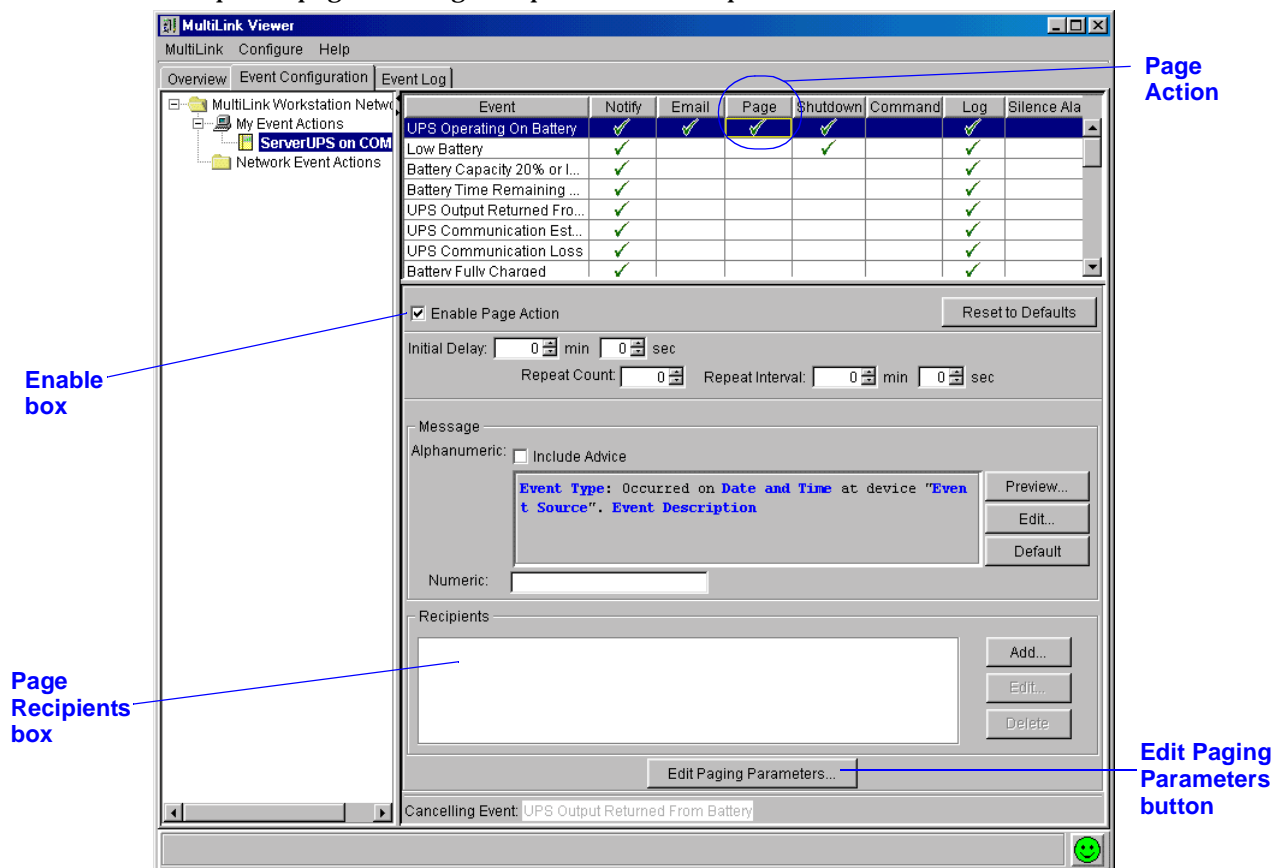 MultiLink Viewer
MultiLink Configure Help
Overview Event Configuration Event Log
MultiLink Workstation Netwo
My Event Actions
ServerUPS on COM
Network Event Actions
Event Notify Email Page Shutdown Command Log Silence Ala
UPS Operating On Battery
Low Battery
Battery Capacity 20% or l...
Battery Time Remaining ...
UPS Output Returned Fro...
UPS Communication Est...
UPS Communication Loss
Battery Fully Charged
Enable Page Action
Reset to Defaults
Initial Delay: 0 min 0 sec
Repeat Count: 0 Repeat Interval: 0 min 0 sec
Message
Alphanumeric: Include Advice
Event Type: Occurred on Date and Time at device "Even
t Source". Event Description
Preview...
Edit...
Default
Numeric:
Recipients
Add...
Edit...
Delete
Edit Paging Parameters...
Cancelling Event: UPS Output Returned From Battery
Page
Action
Enable
box
Page
Recipients
box
Edit Paging
Parameters
button